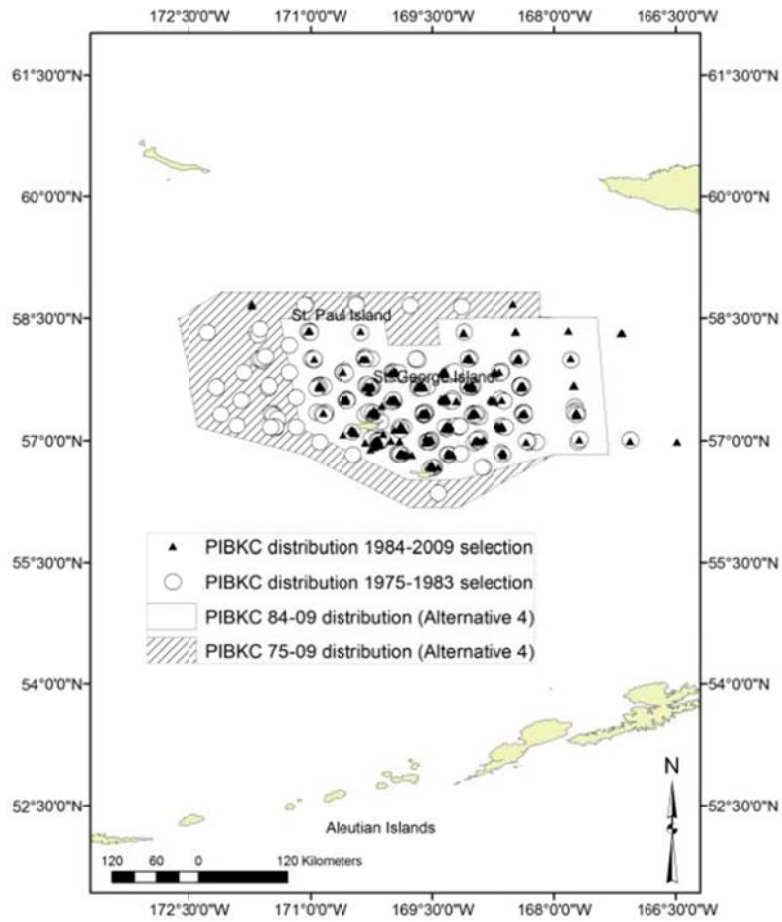 172°30'0"W 171°0'0"W 169°30'0"W 168°0'0"W 166°30'0"W
61°30'0"N 61°30'0"N
60°0'0"N 60°0'0"N
58°30'0"N St. Paul Island 58°30'0"N
St. George Island
57°0'0"N 57°0'0"N
PIBKC distribution 1984-2009 selection
55°30'0"N 55°30'0"N
PIBKC distribution 1975-1983 selection
PIBKC 84-09 distribution (Alternative 4)
PIBKC 75-09 distribution (Alternative 4)
54°0'0"N 54°0'0"N
N
52°30'0"N 52°30'0"N
Aleutian Islands
120 60 0 120 Kilometers
172°30'0"W 171°0'0"W 169°30'0"W 168°0'0"W 166°30'0"W